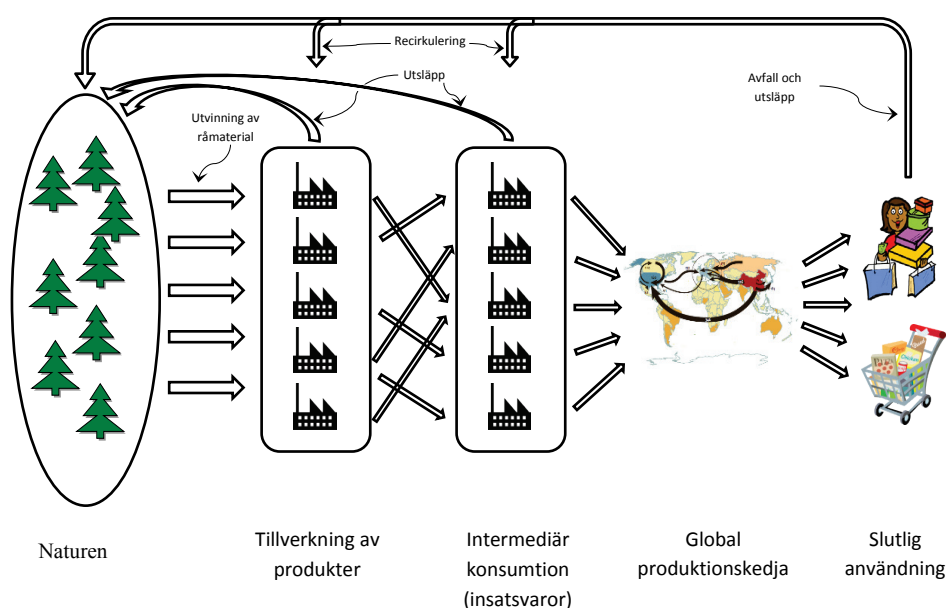 Recirkulering
Utsläpp
Avfall och
utsläpp
Utvinning av
råmaterial
Naturen
Tillverkning av
produkter
Intermediär
konsumtion
(insatsvaror)
Global
produktionskedja
Slutlig
användning